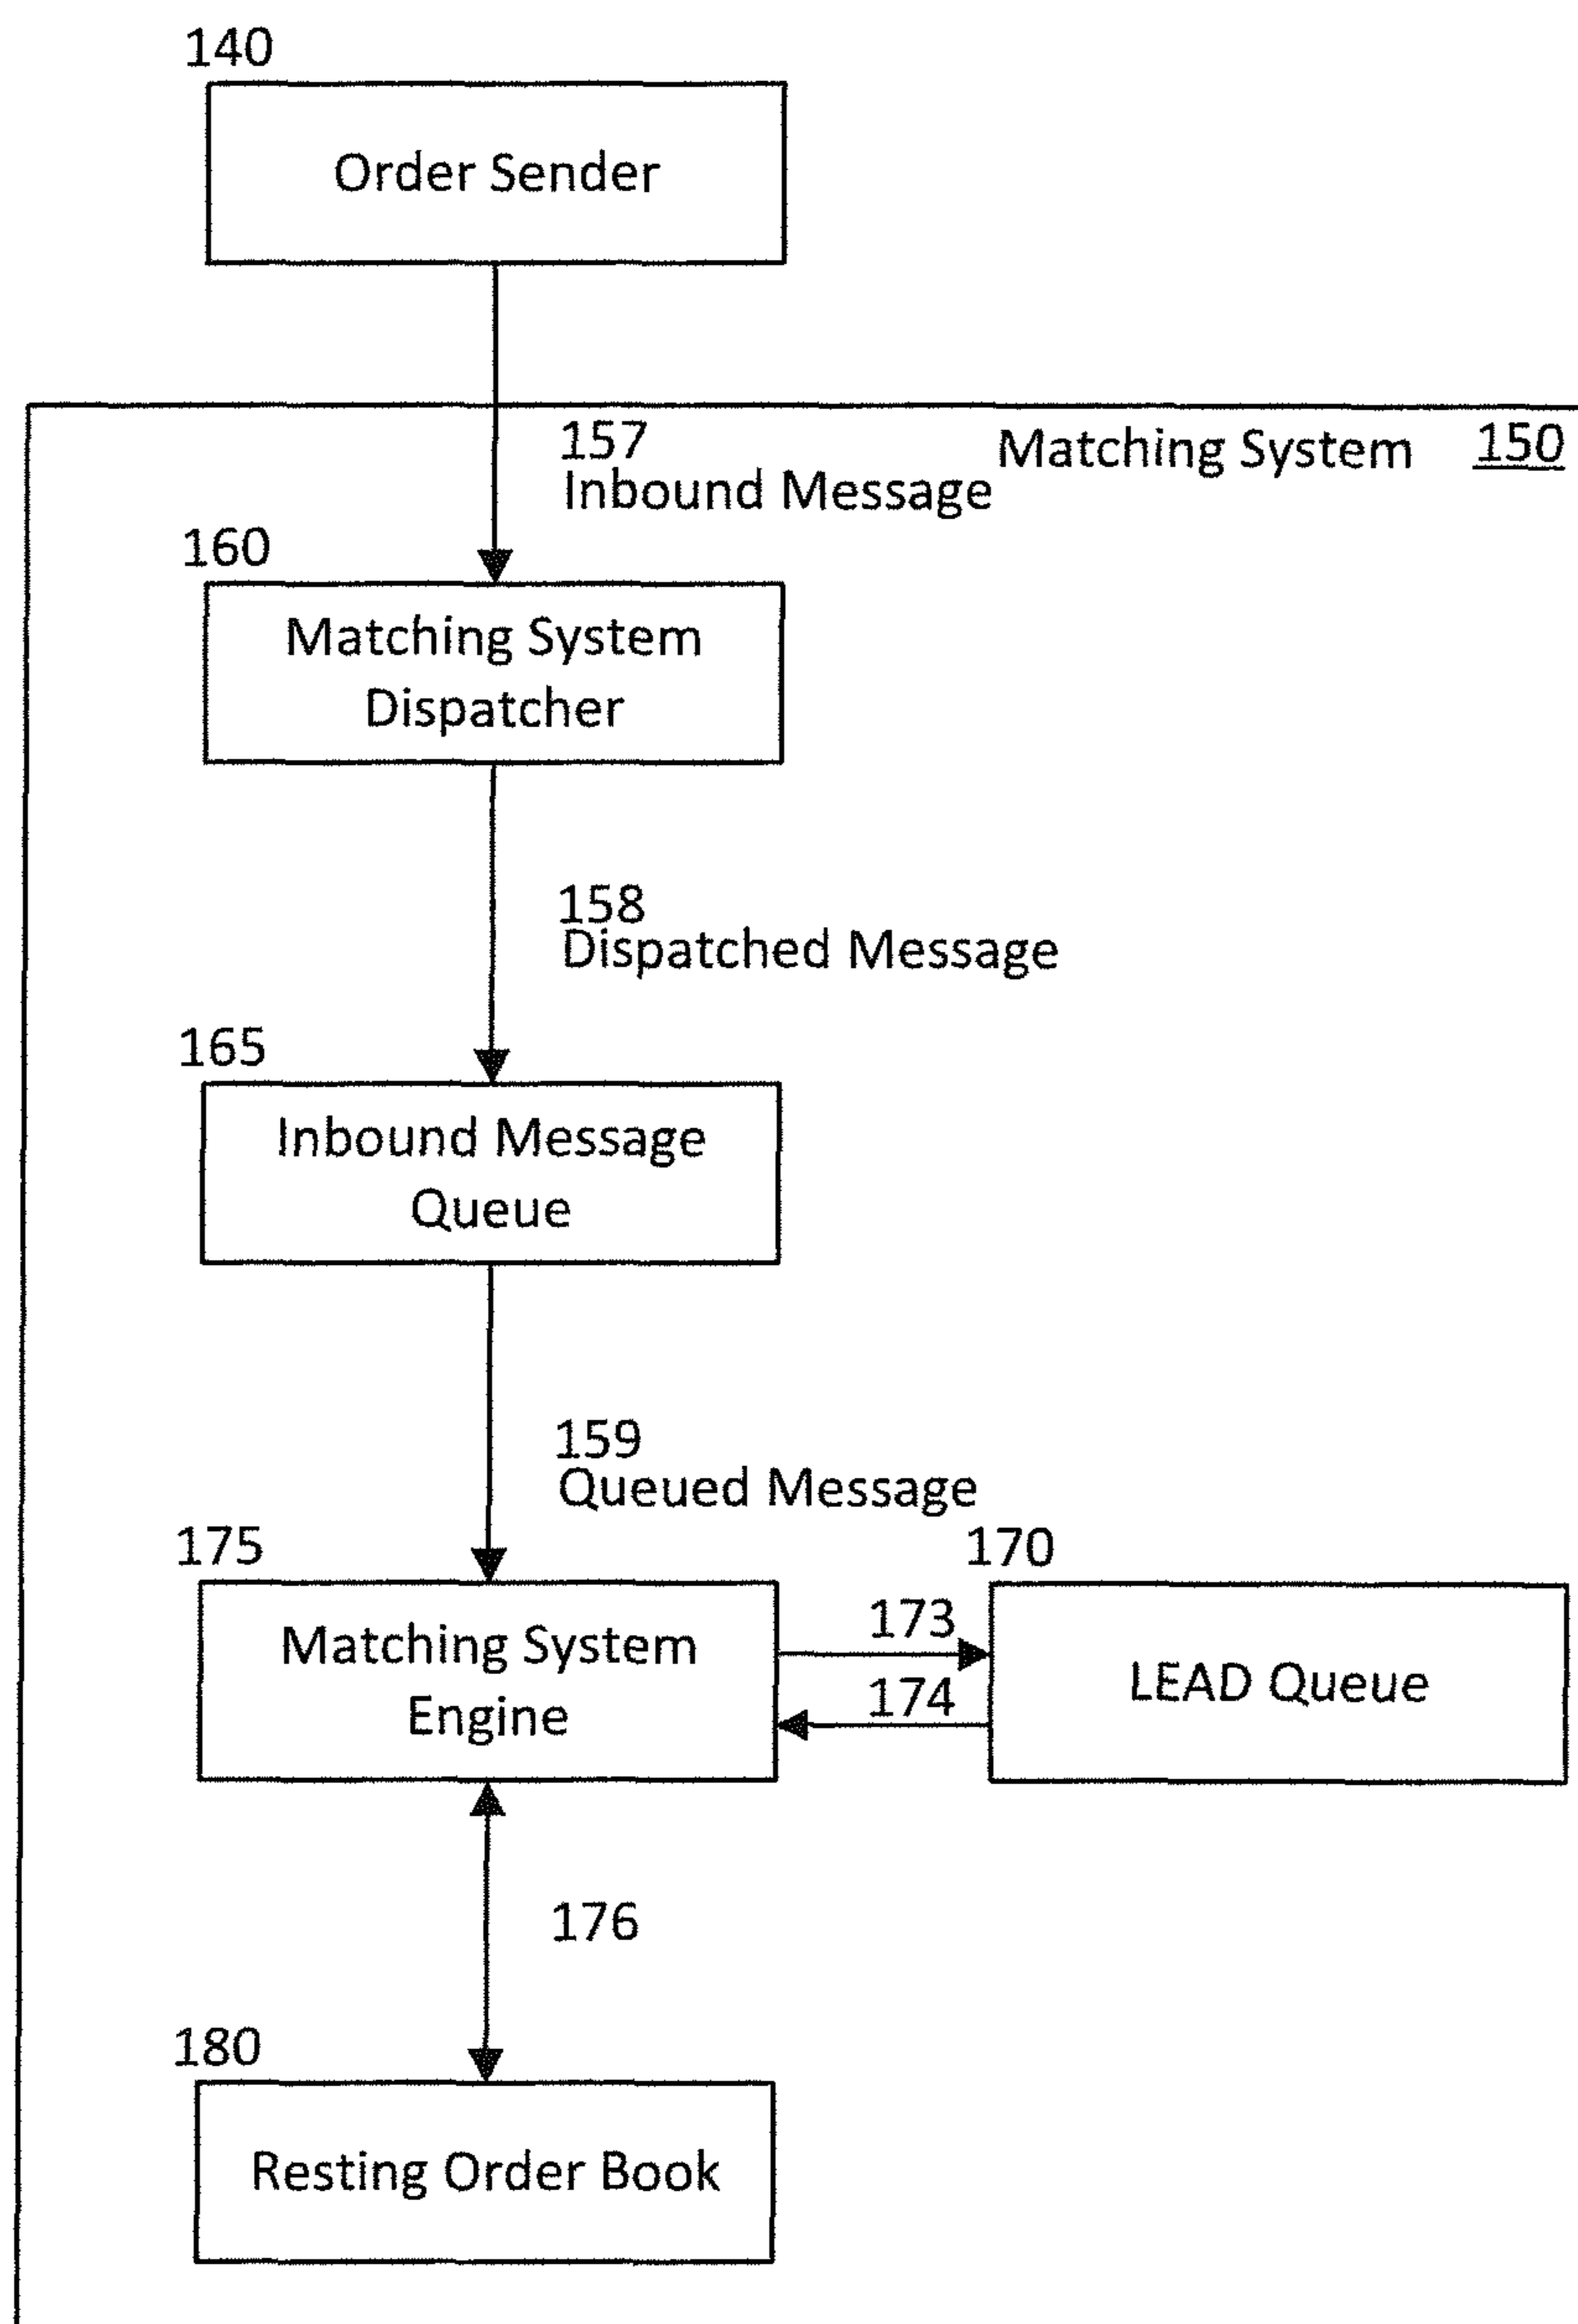 140
Order Sender
157
Inbound Message
Matching System 150
160
Matching System
Dispatcher
158
Dispatched Message
165
Inbound Message
Queue
159
Queued Message
175
Matching System
Engine
173
174
170
LEAD Queue
176
180
Resting Order Book